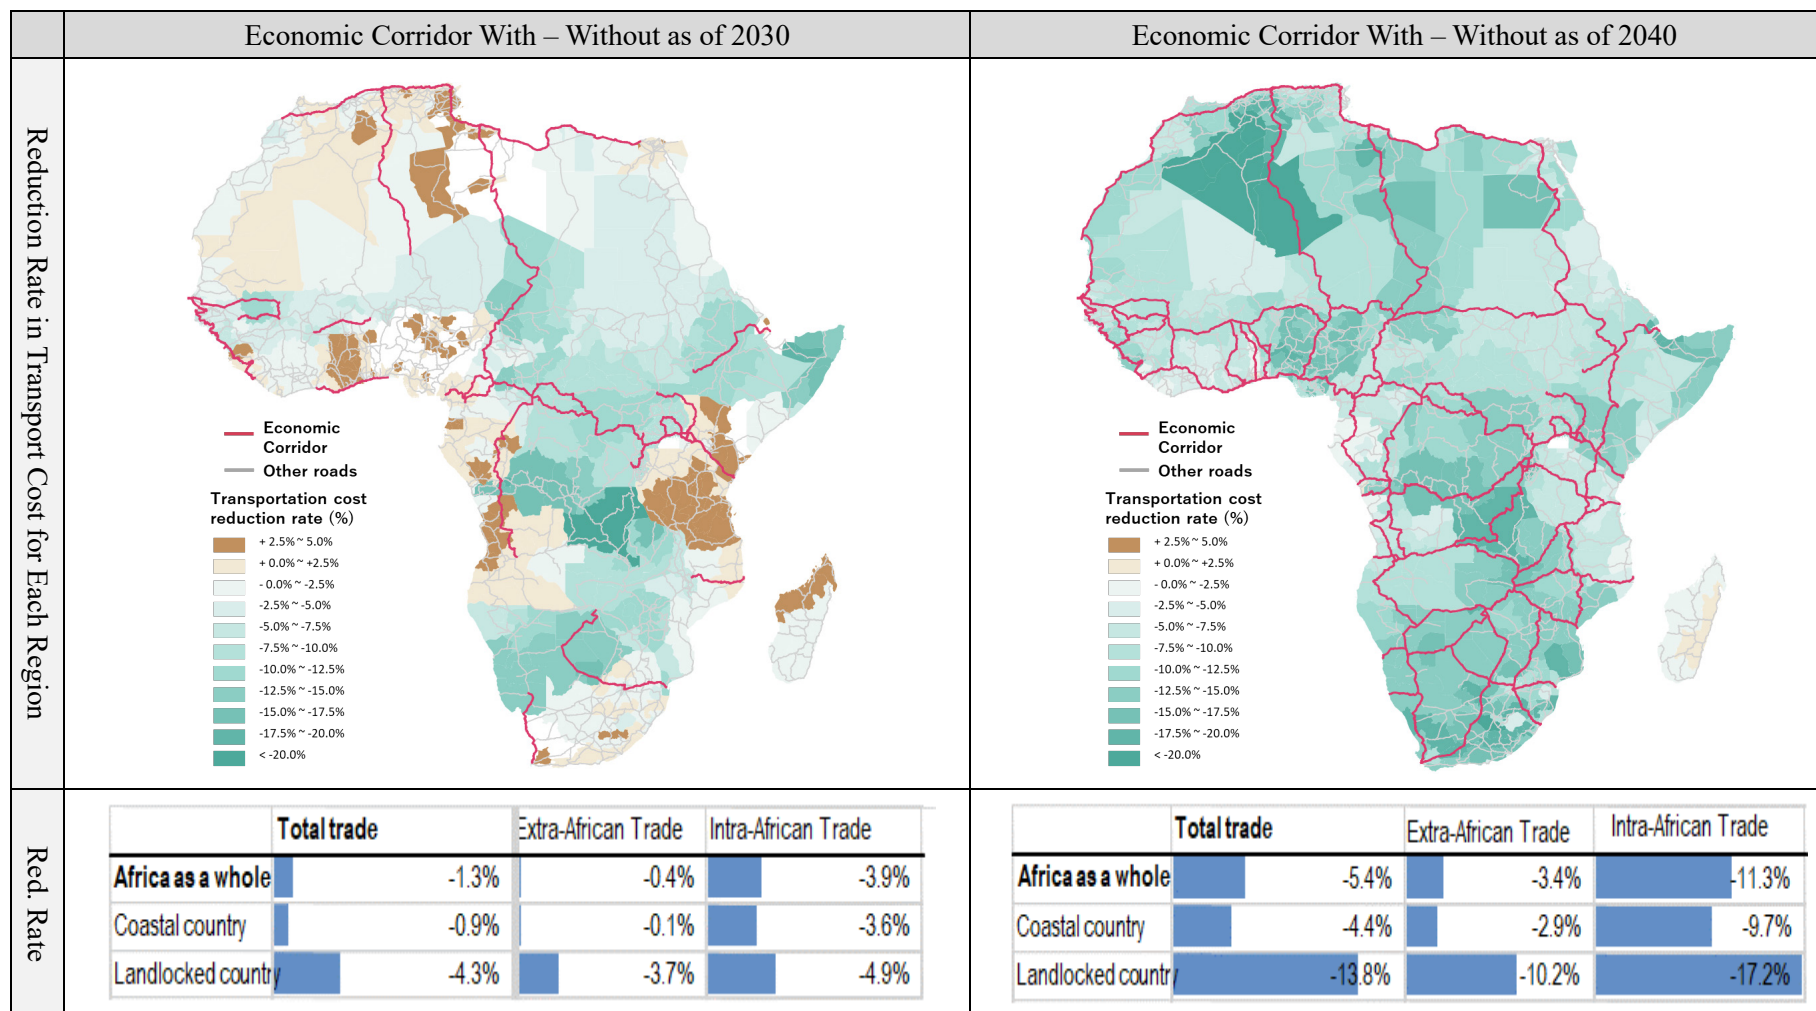 Economic Corridor With – Without as of 2030
Economic Corridor With – Without as of 2040
Reduction Rate in Transport Cost for Each Region
Economic
Corridor
Other roads
Transportation cost
reduction rate (%)
+ 2.5% ~ 5.0%
+ 0.0% ~ +2.5%
- 0.0% ~ -2.5%
-2.5% ~ -5.0%
-5.0% ~ -7.5%
-7.5% ~ -10.0%
-10.0% ~ -12.5%
-12.5% ~ -15.0%
-15.0% ~ -17.5%
-17.5% ~ -20.0%
< -20.0%
Economic
Corridor
Other roads
Transportation cost
reduction rate (%)
+ 2.5% ~ 5.0%
+ 0.0% ~ +2.5%
- 0.0% ~ -2.5%
-2.5% ~ -5.0%
-5.0% ~ -7.5%
-7.5% ~ -10.0%
-10.0% ~ -12.5%
-12.5% ~ -15.0%
-15.0% ~ -17.5%
-17.5% ~ -20.0%
< -20.0%
Red. Rate
Total trade Extra-African Trade Intra-African Trade
Africa as a whole -1.3% -0.4% -3.9%
Coastal country -0.9% -0.1% -3.6%
Landlocked country -4.3% -3.7% -4.9%
Total trade Extra-African Trade Intra-African Trade
Africa as a whole -5.4% -3.4% -11.3%
Coastal country -4.4% -2.9% -9.7%
Landlocked country -13.8% -10.2% -17.2%